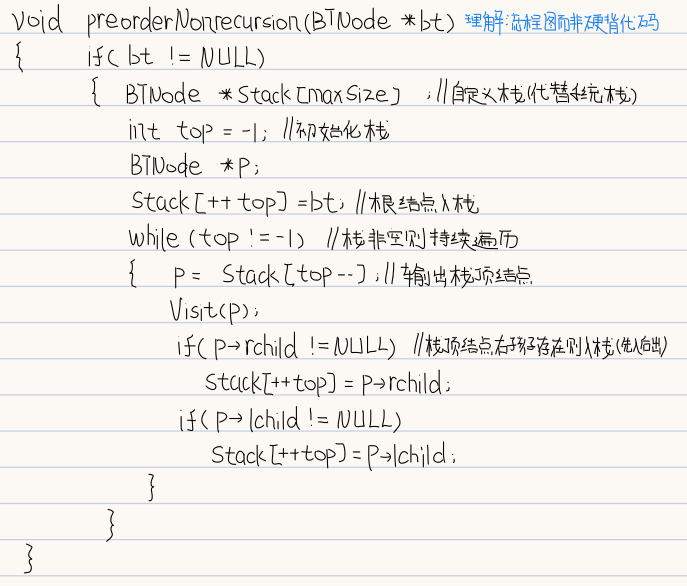 void preorderNonrecursion(BTNode *bt) 理解流程图而非硬背代码
{ if( bt != NULL)
{ BTNode *Stack[maxSize] ;//自定义栈(代替系统栈)
int top = -1; //初始化栈
BTNode *P;
Stack[++ top] =bt; //根结点入栈
while (top != -1) //栈非空则持续遍历
{ p = Stack[top--];//输出栈顶结点
Visit(p);
if( p→rchild != NULL) //栈顶结点右孩子存在则入栈(先入后出)
Stack[++top] = p→rchild;
if( p→lchild != NULL)
Stack[++top] = P→lchild;
}
}
}